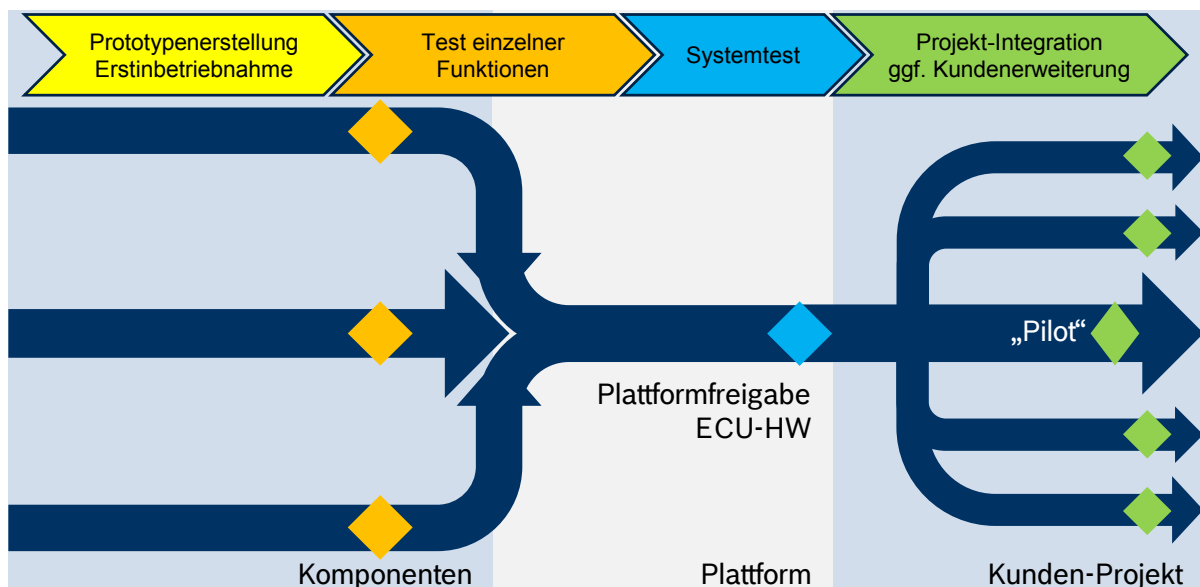 Prototypenerstellung
Erstinbetriebnahme
Test einzelner
Funktionen
Systemtest
Projekt-Integration
ggf. Kundenerweiterung
„Pilot“
Plattformfreigabe
ECU-HW
Komponenten
Plattform
Kunden-Projekt